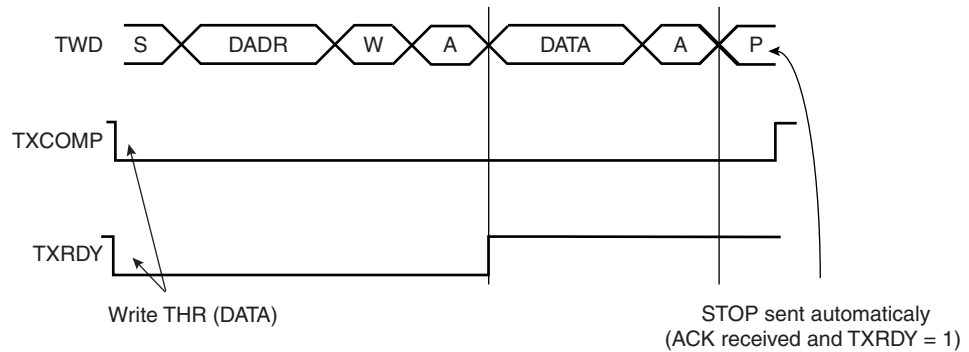 TWD S DADR W A DATA A P
TXCOMP
TXRDY
Write THR (DATA)
STOP sent automaticaly
(ACK received and TXRDY = 1)